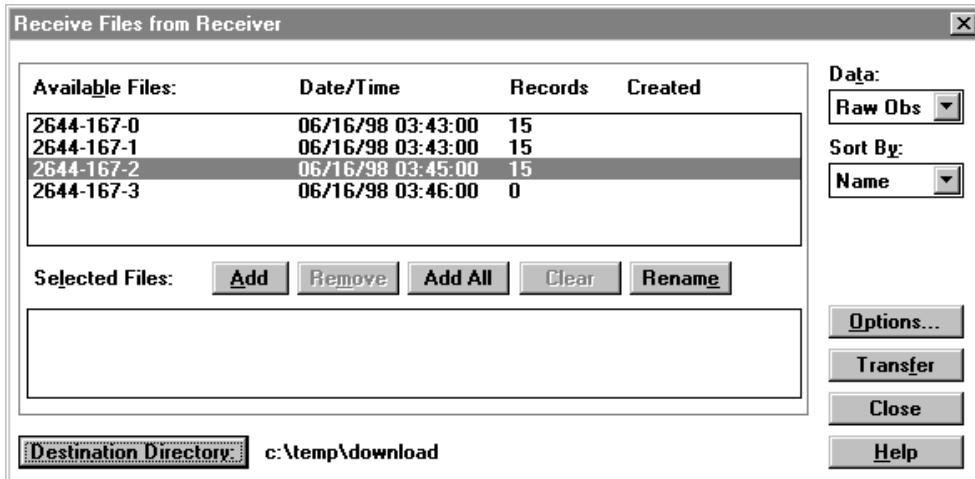 Receive Files from Receiver
Available Files: Date/Time Records Created
2644-167-0 06/16/98 03:43:00 15
2644-167-1 06/16/98 03:43:00 15
2644-167-2 06/16/98 03:45:00 15
2644-167-3 06/16/98 03:46:00 0
Selected Files: Add Remove Add All Clear Rename
Destination Directory: c:\temp\download
Data:
Raw Obs
Sort By:
Name
Options...
Transfer
Close
Help